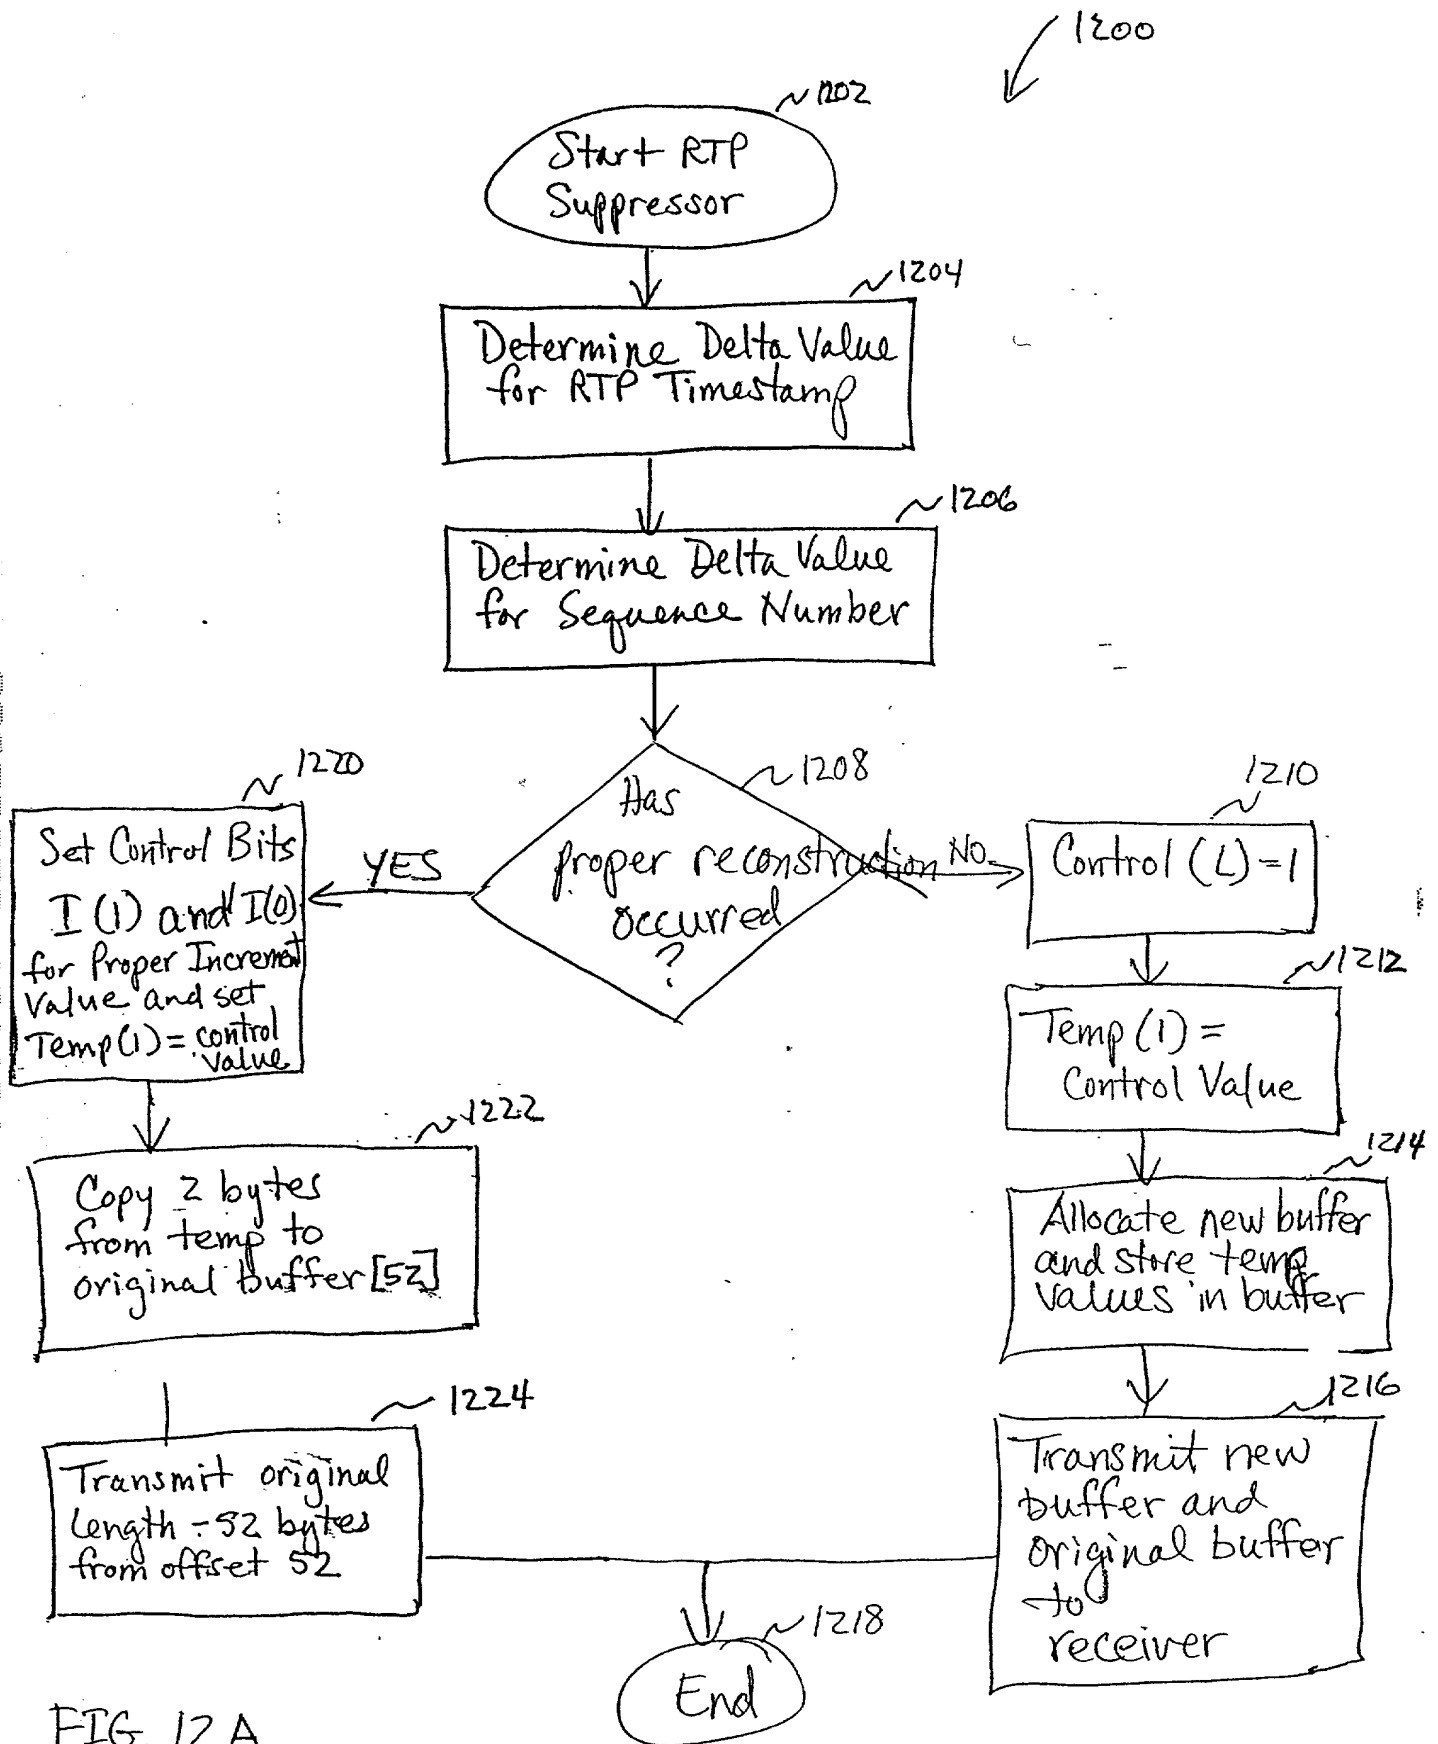 1200
1202
Start RTP
Suppressor
1204
Determine Delta Value
for RTP Timestamp
1206
Determine Delta Value
for Sequence Number
1208
Has
proper reconstruction
occurred
?
YES
NO
1220
Set Control Bits
I(1) and I(0)
for Proper Increment
Value and set
Temp(1) = control
value
1222
Copy 2 bytes
from temp to
original buffer [52]
1224
Transmit original
length - 52 bytes
from offset 52
1210
Control (L) = 1
1212
Temp (1) =
Control Value
1214
Allocate new buffer
and store temp
values in buffer
1216
Transmit new
buffer and
original buffer
to
receiver
1218
End
FIG. 12A